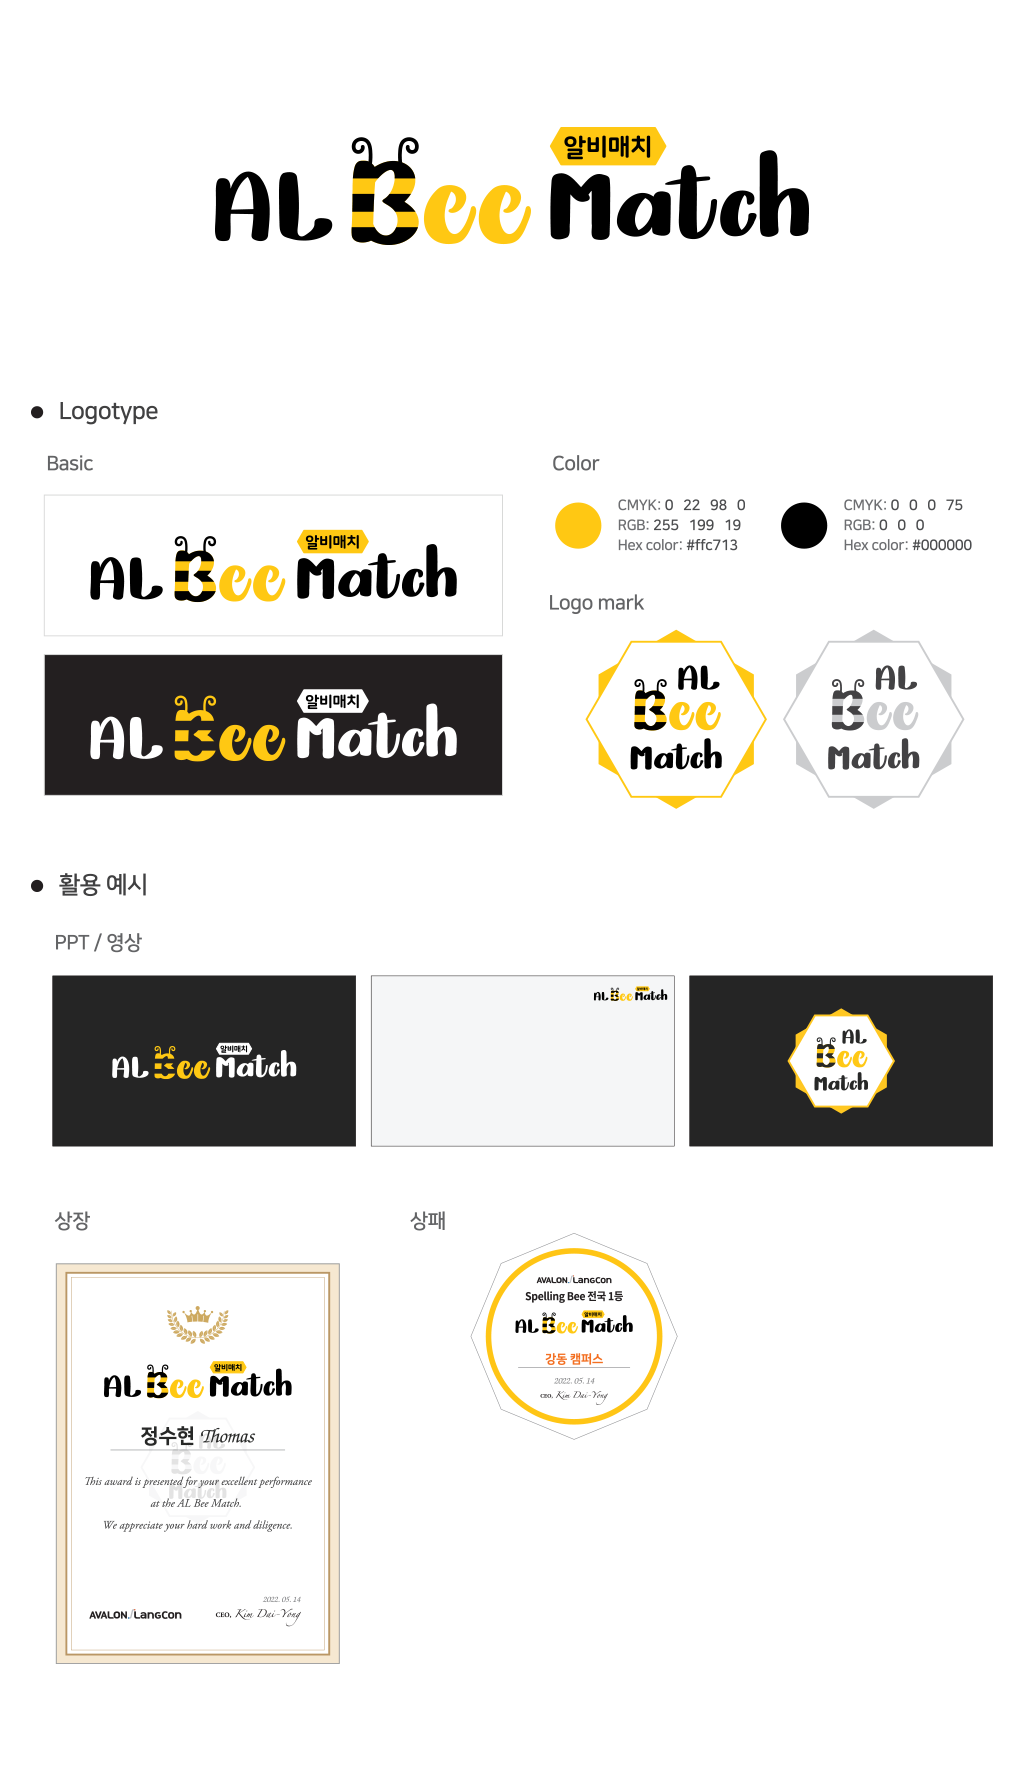 알비매치
AL Bee Match
Logotype
Basic
Color
알비매치
AL Bee Match
CMYK: 0 22 98 0
RGB: 255 199 19
Hex color: #ffc713
CMYK: 0 0 0 75
RGB: 0 0 0
Hex color: #000000
Logo mark
알비매치
AL Bee Match
AL
Bee
Match
AL
Bee
Match
활용 예시
PPT / 영상
알비매치
AL Bee Match
알비매치
AL Bee Match
AL
Bee
Match
상장
상패
알비매치
AL Bee Match
정수현 Thomas
AL
Bee
Match
This award is presented for your excellent performance
at the AL Bee Match.
We appreciate your hard work and diligence.
2022. 05. 14
AVALON LangCon
CEO. Kim Dai-Yong
AVALON LangCon
Spelling Bee 전국 1등
알비매치
AL Bee Match
강동 캠퍼스
2022. 05. 14
CEO. Kim Dai-Yong